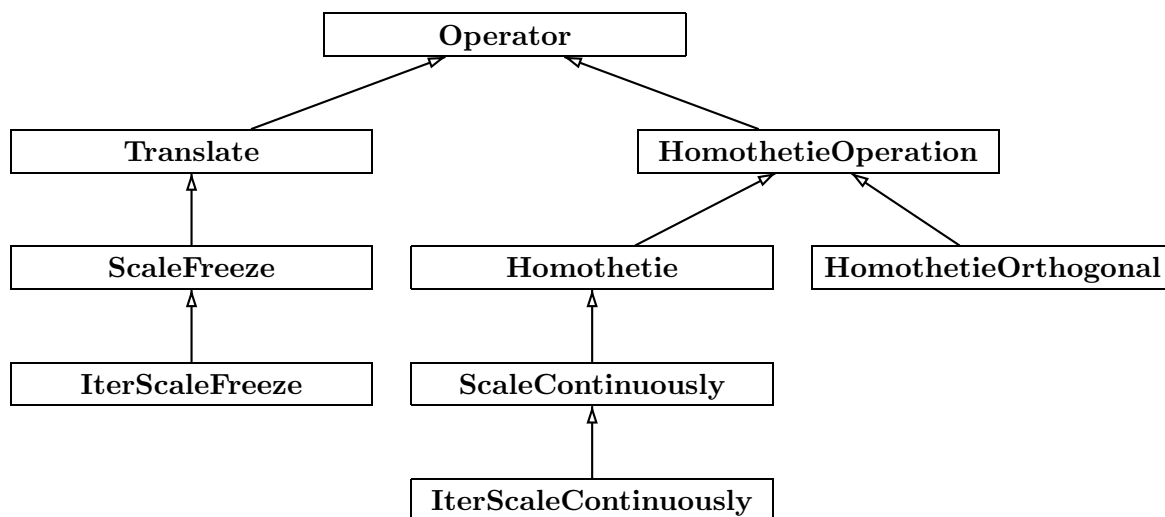 Operator
Translate
HomothetieOperation
ScaleFreeze
Homothetie
HomothetieOrthogonal
IterScaleFreeze
ScaleContinuously
IterScaleContinuously